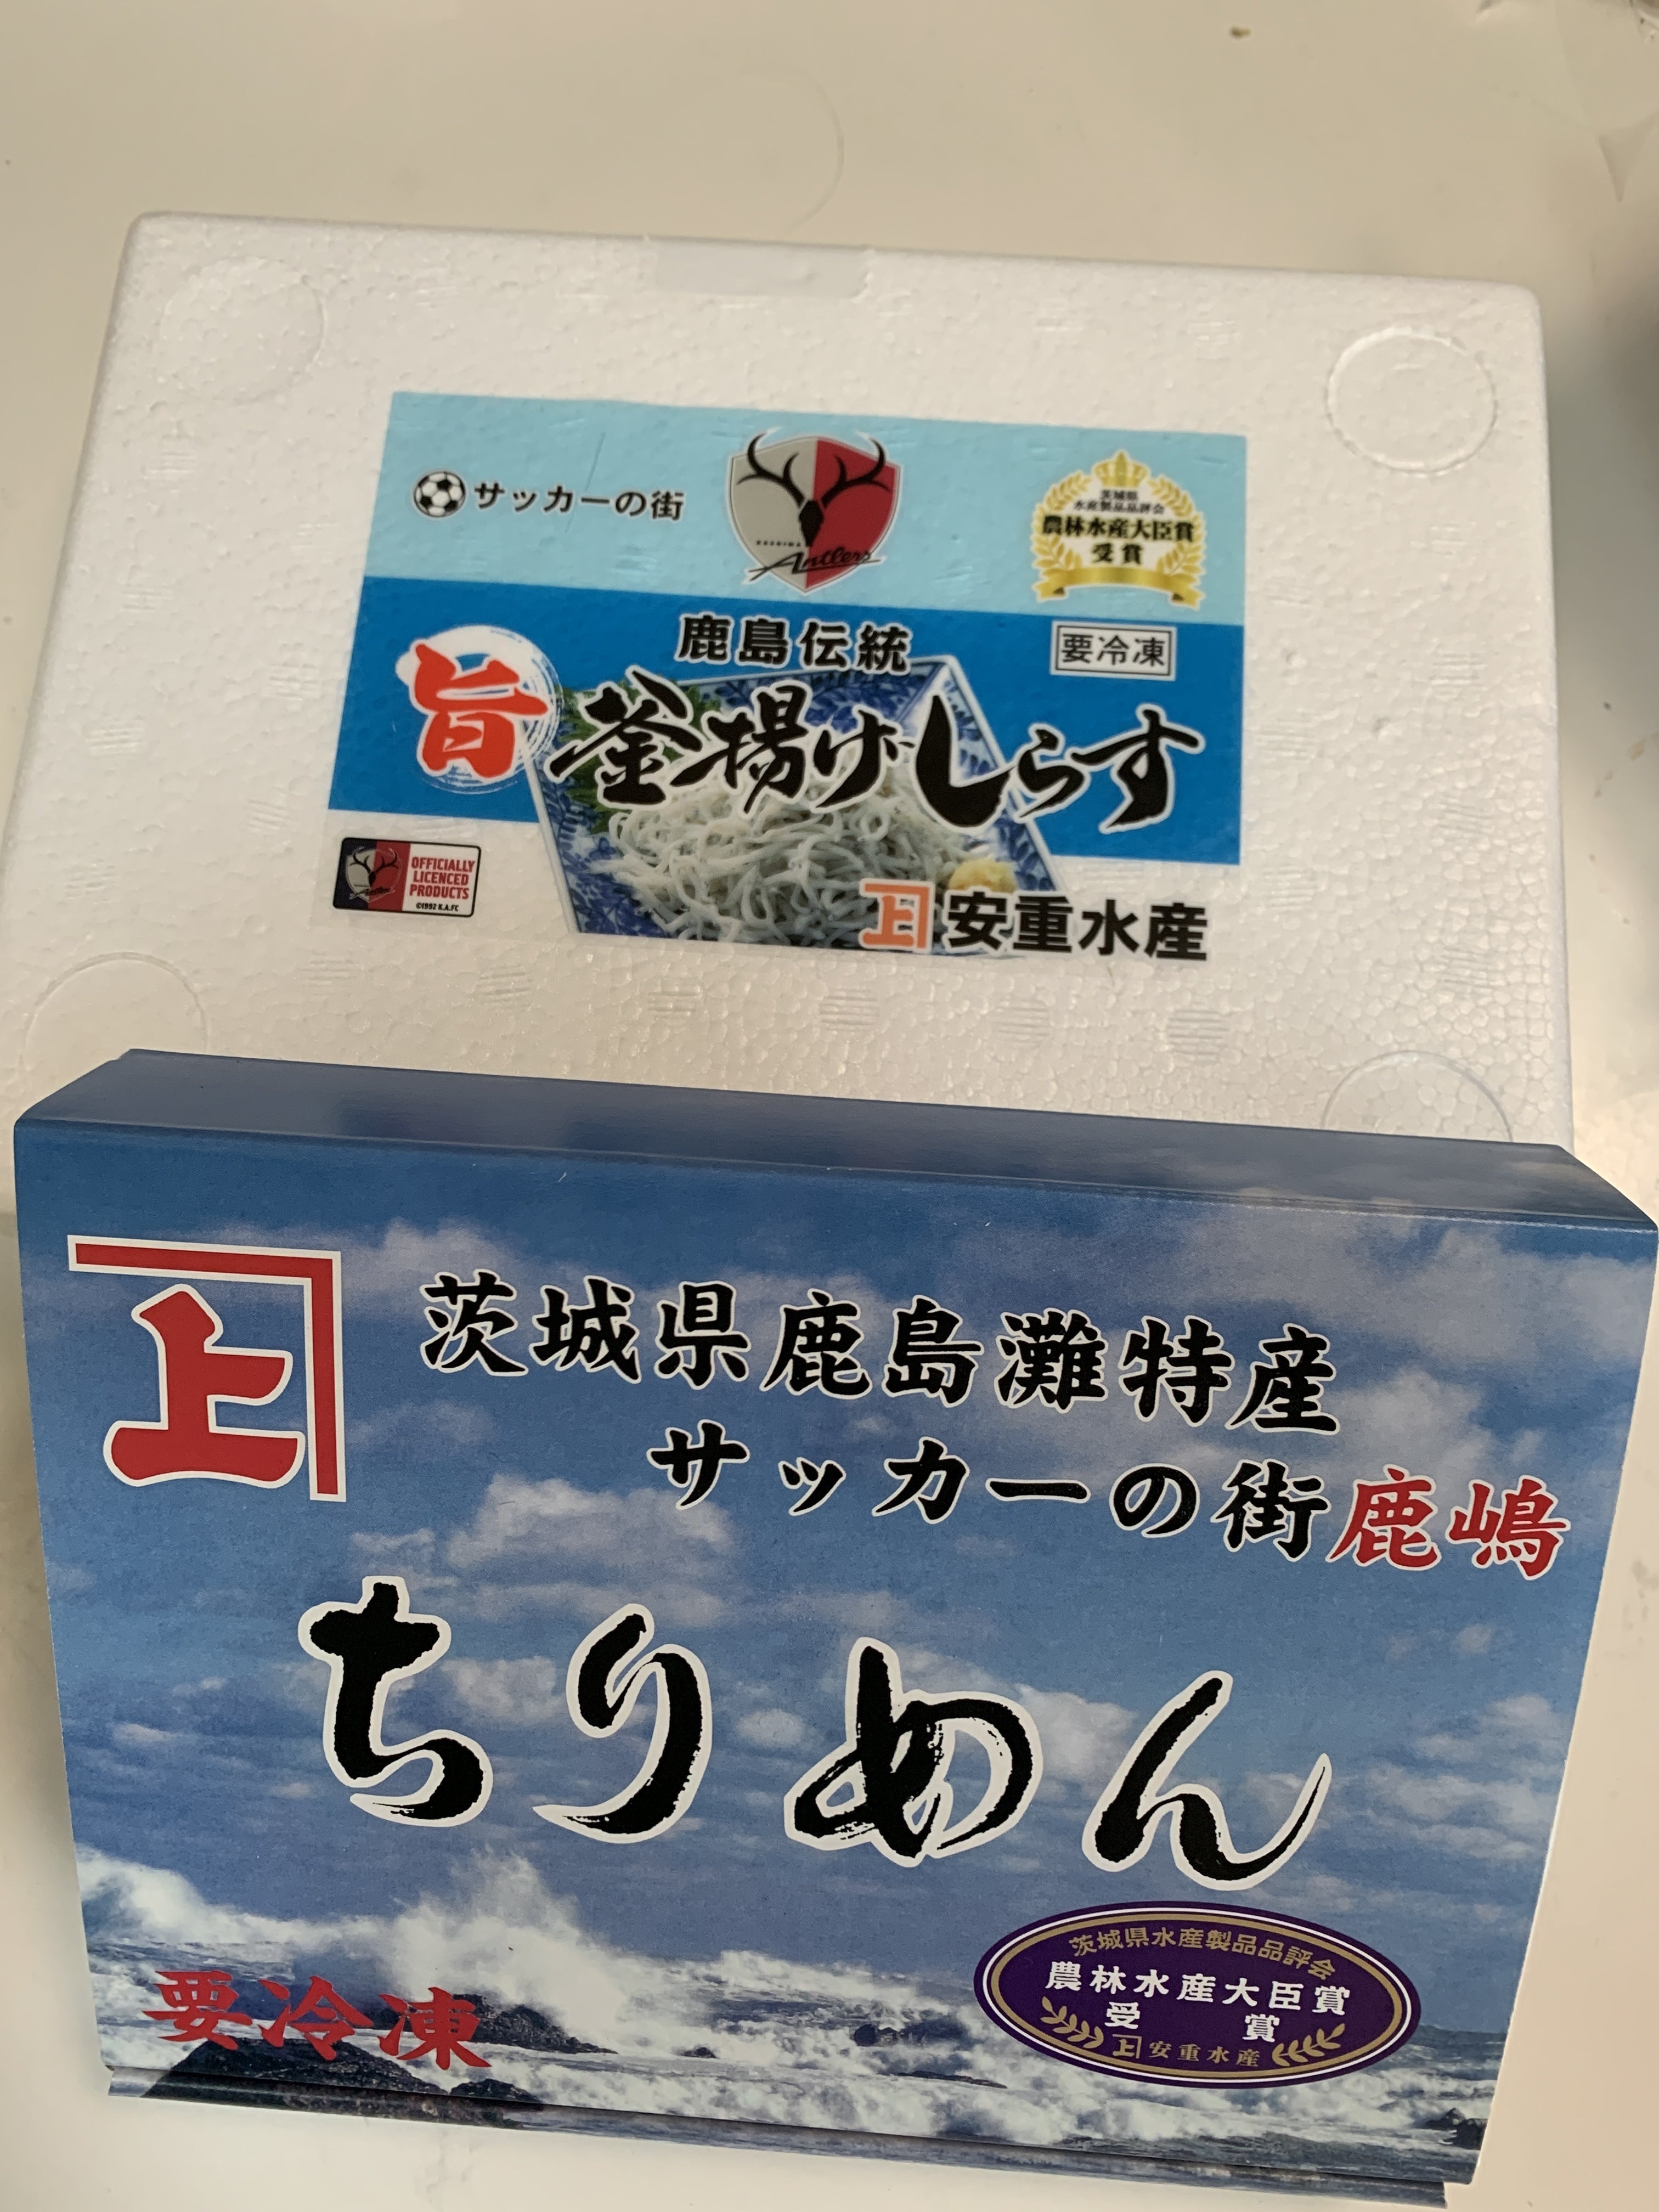 サッカーの街
KASHIMA
Antlers
茨城県
水産製品品評会
農林水産大臣賞
受賞
鹿島伝統
要冷凍
旨
釜揚げしらす
OFFICIALLY
LICENCED
PRODUCTS
©1992 K.A.FC
上 安重水産
上
茨城県鹿島灘特産
サッカーの街鹿嶋
ちりめん
要冷凍
茨城県水産製品品評会
農林水産大臣賞
受賞
上 安重水産